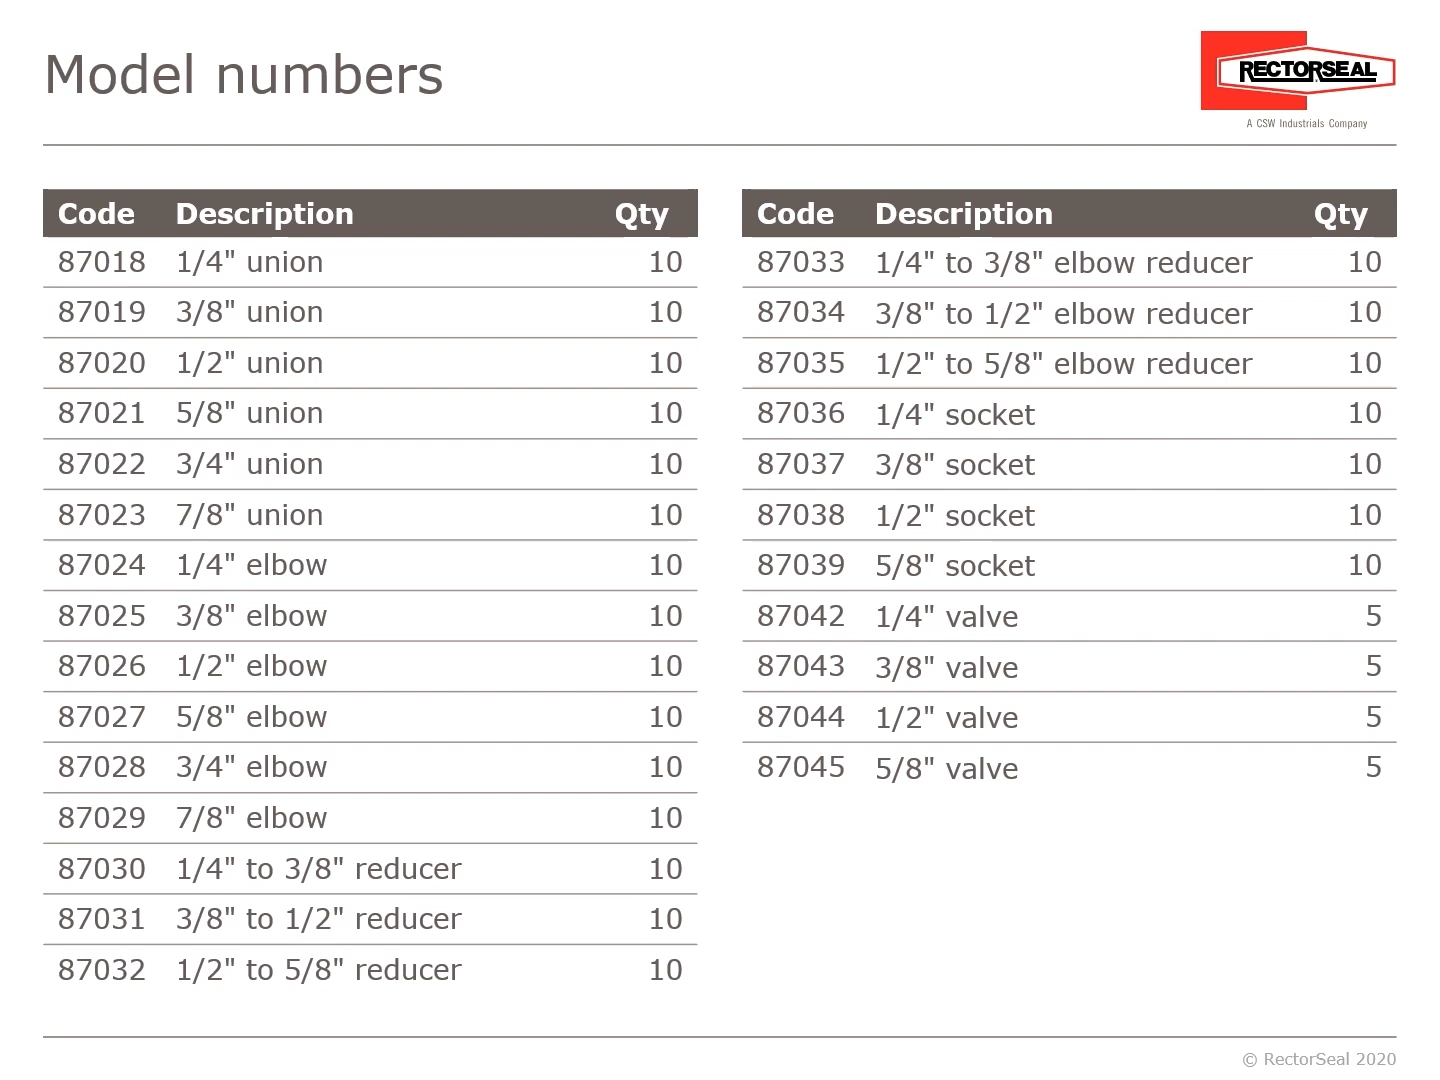 Model numbers
RECTORSEAL
A CSW Industrials Company
Code Description Qty
87018 1/4" union 10
87019 3/8" union 10
87020 1/2" union 10
87021 5/8" union 10
87022 3/4" union 10
87023 7/8" union 10
87024 1/4" elbow 10
87025 3/8" elbow 10
87026 1/2" elbow 10
87027 5/8" elbow 10
87028 3/4" elbow 10
87029 7/8" elbow 10
87030 1/4" to 3/8" reducer 10
87031 3/8" to 1/2" reducer 10
87032 1/2" to 5/8" reducer 10
Code Description Qty
87033 1/4" to 3/8" elbow reducer 10
87034 3/8" to 1/2" elbow reducer 10
87035 1/2" to 5/8" elbow reducer 10
87036 1/4" socket 10
87037 3/8" socket 10
87038 1/2" socket 10
87039 5/8" socket 10
87042 1/4" valve 5
87043 3/8" valve 5
87044 1/2" valve 5
87045 5/8" valve 5
© RectorSeal 2020